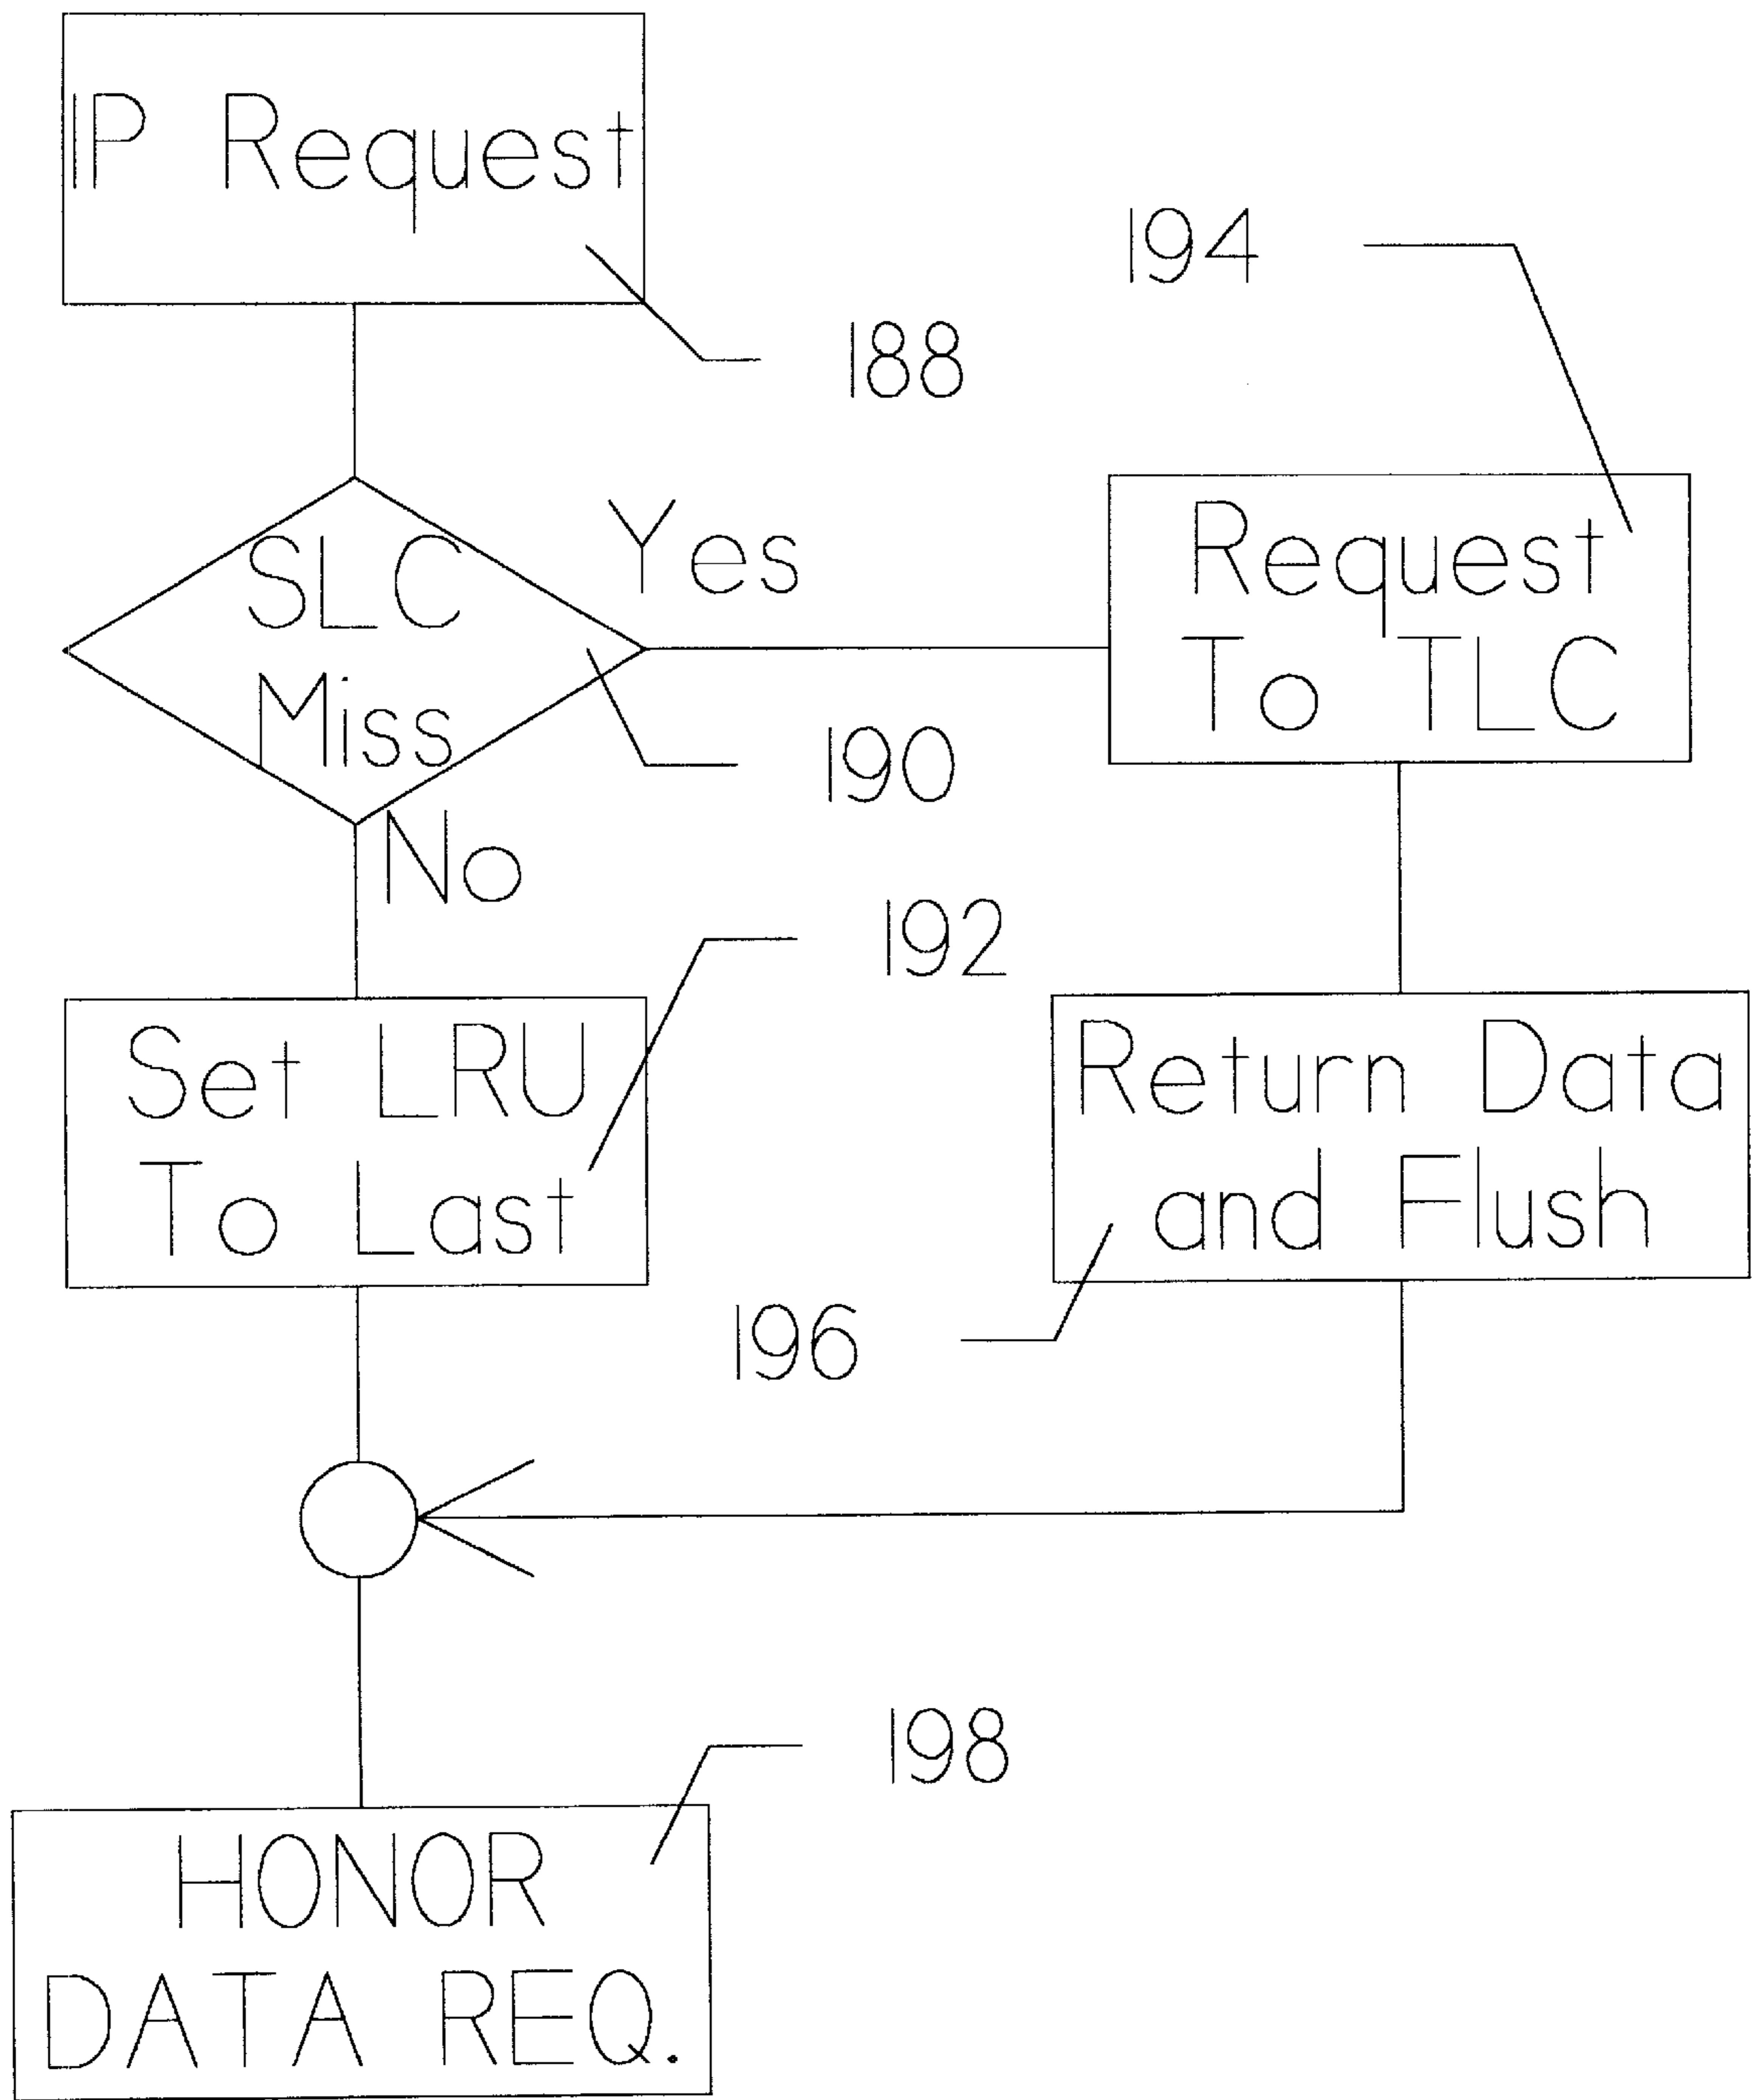 IP Request
194
188
SLC
Miss
Yes
Request
To TLC
190
No
192
Set LRU
To Last
Return Data
and Flush
196
198
HONOR
DATA REQ.